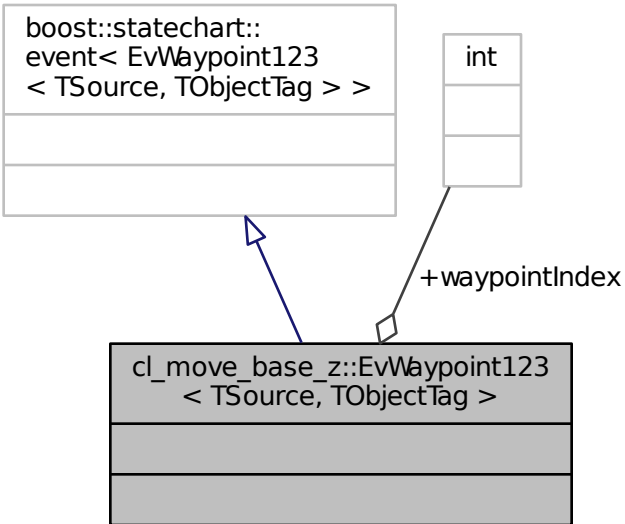 boost::statechart::
event< EvWaypoint123
< TSource, TObjectTag > >
int
+waypointIndex
cl_move_base_z::EvWaypoint123
< TSource, TObjectTag >